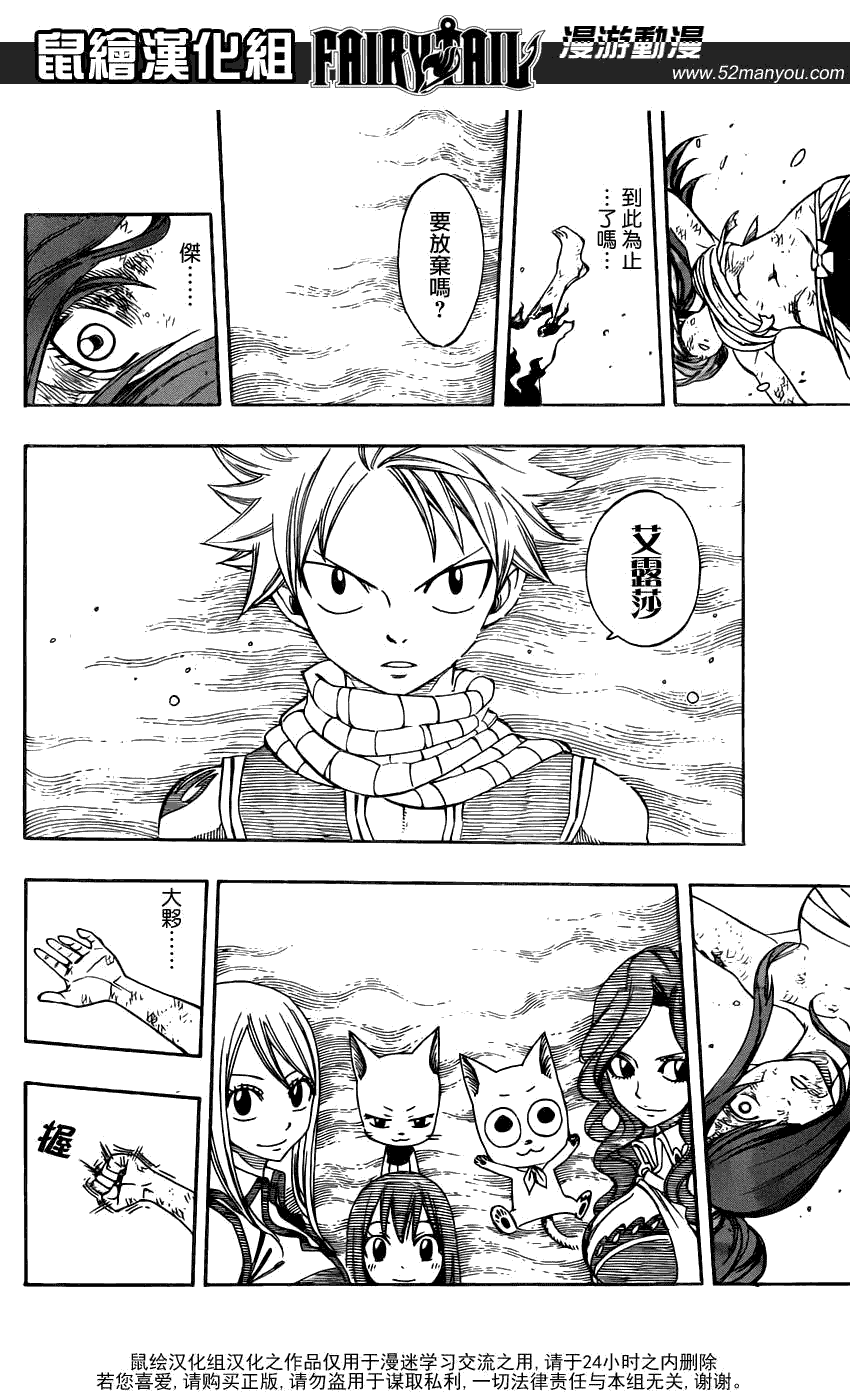 鼠繪漢化組
FAIRY TAIL
漫游動漫
www.52manyou.com
到此為止
…了嗎…
要放棄嗎？
傑……
艾露莎
大夥……
握
鼠绘汉化组汉化之作品仅用于漫迷学习交流之用，请于24小时之内删除
若您喜爱，请购买正版，请勿盗用于谋取私利，一切法律责任与本组无关，谢谢。